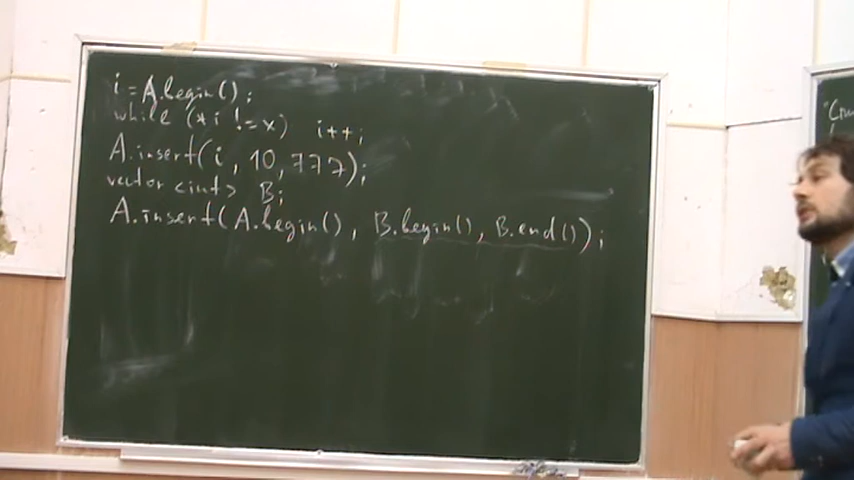 i = A.begin();
while (*i != x) i++;
A.insert(i, 10, 777);
vector <int> B;
A.insert(A.begin(), B.begin(), B.end());